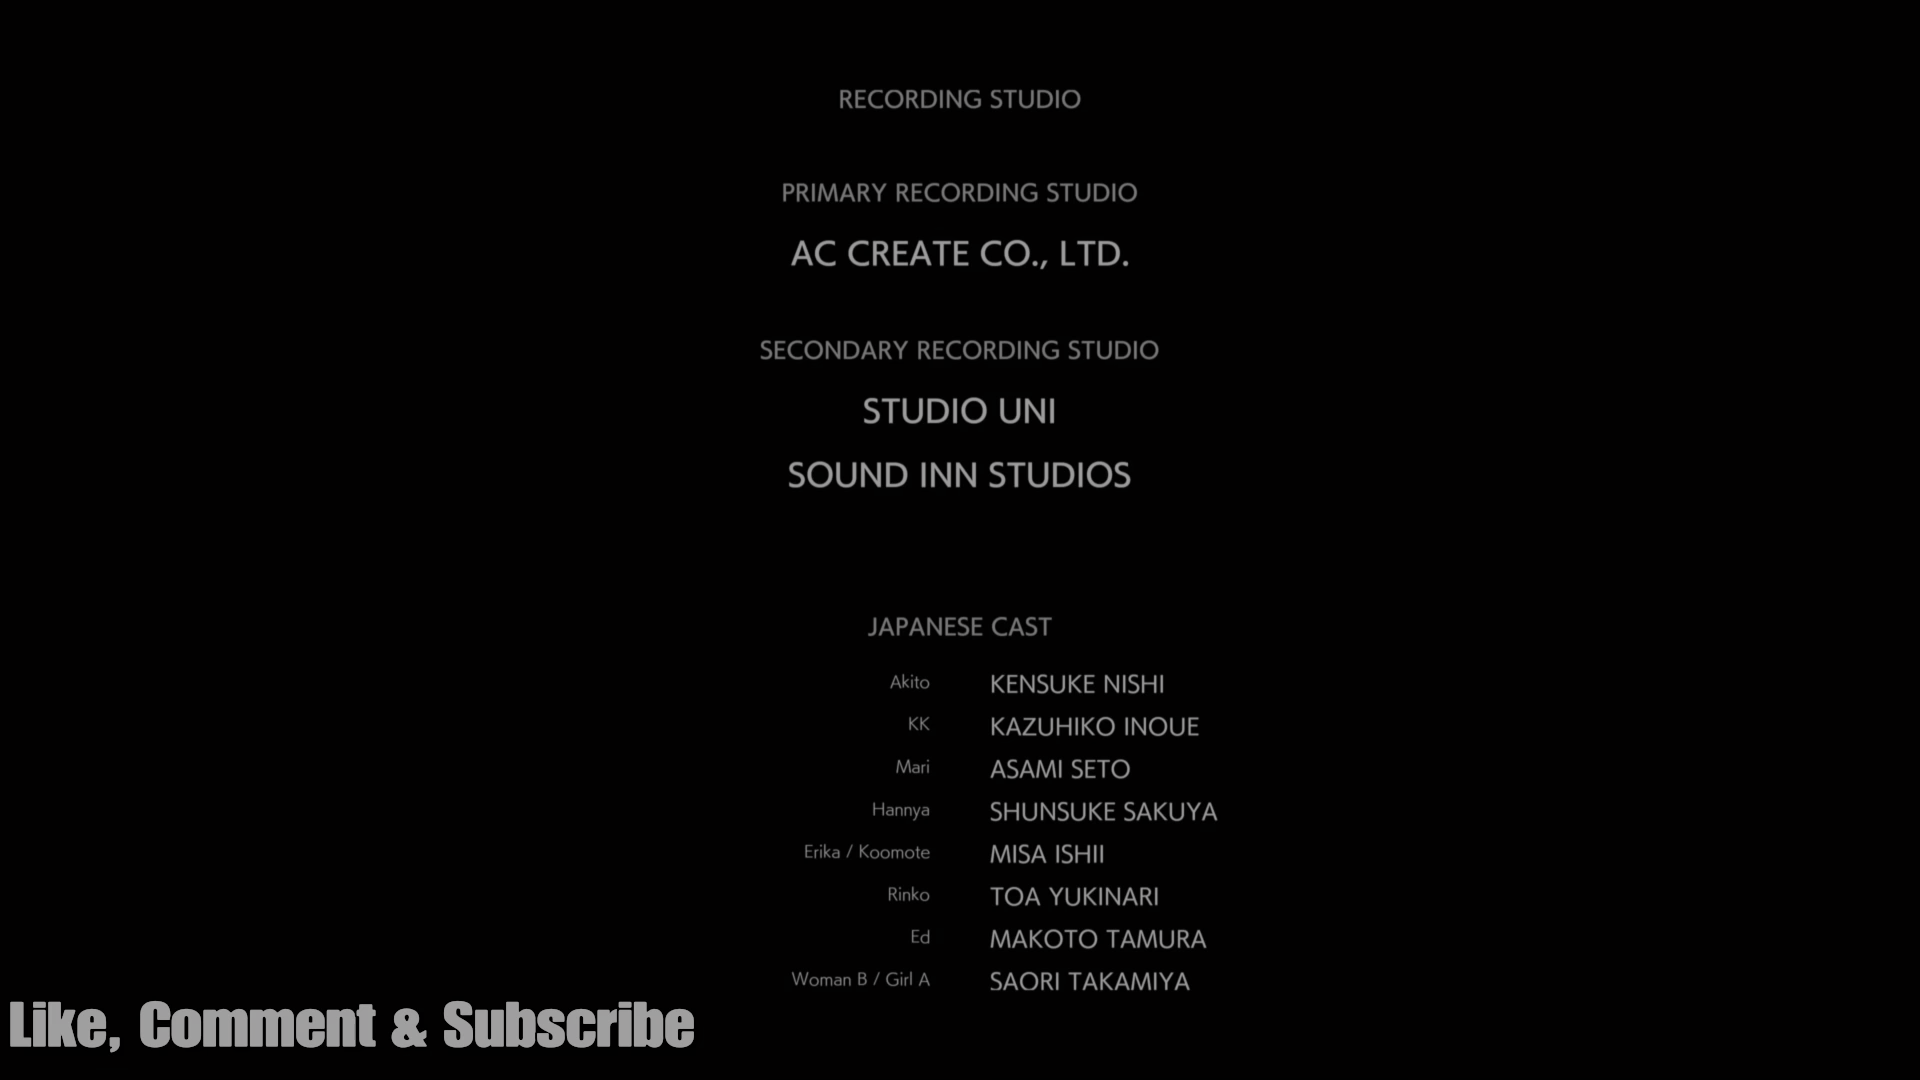 RECORDING STUDIO
PRIMARY RECORDING STUDIO
AC CREATE CO., LTD.
SECONDARY RECORDING STUDIO
STUDIO UNI
SOUND INN STUDIOS
JAPANESE CAST
Akito KENSUKE NISHI
KK KAZUHIKO INOUE
Mari ASAMI SETO
Hannya SHUNSUKE SAKUYA
Erika / Koomote MISA ISHII
Rinko TOA YUKINARI
Ed MAKOTO TAMURA
Woman B / Girl A SAORI TAKAMIYA
Like, Comment & Subscribe